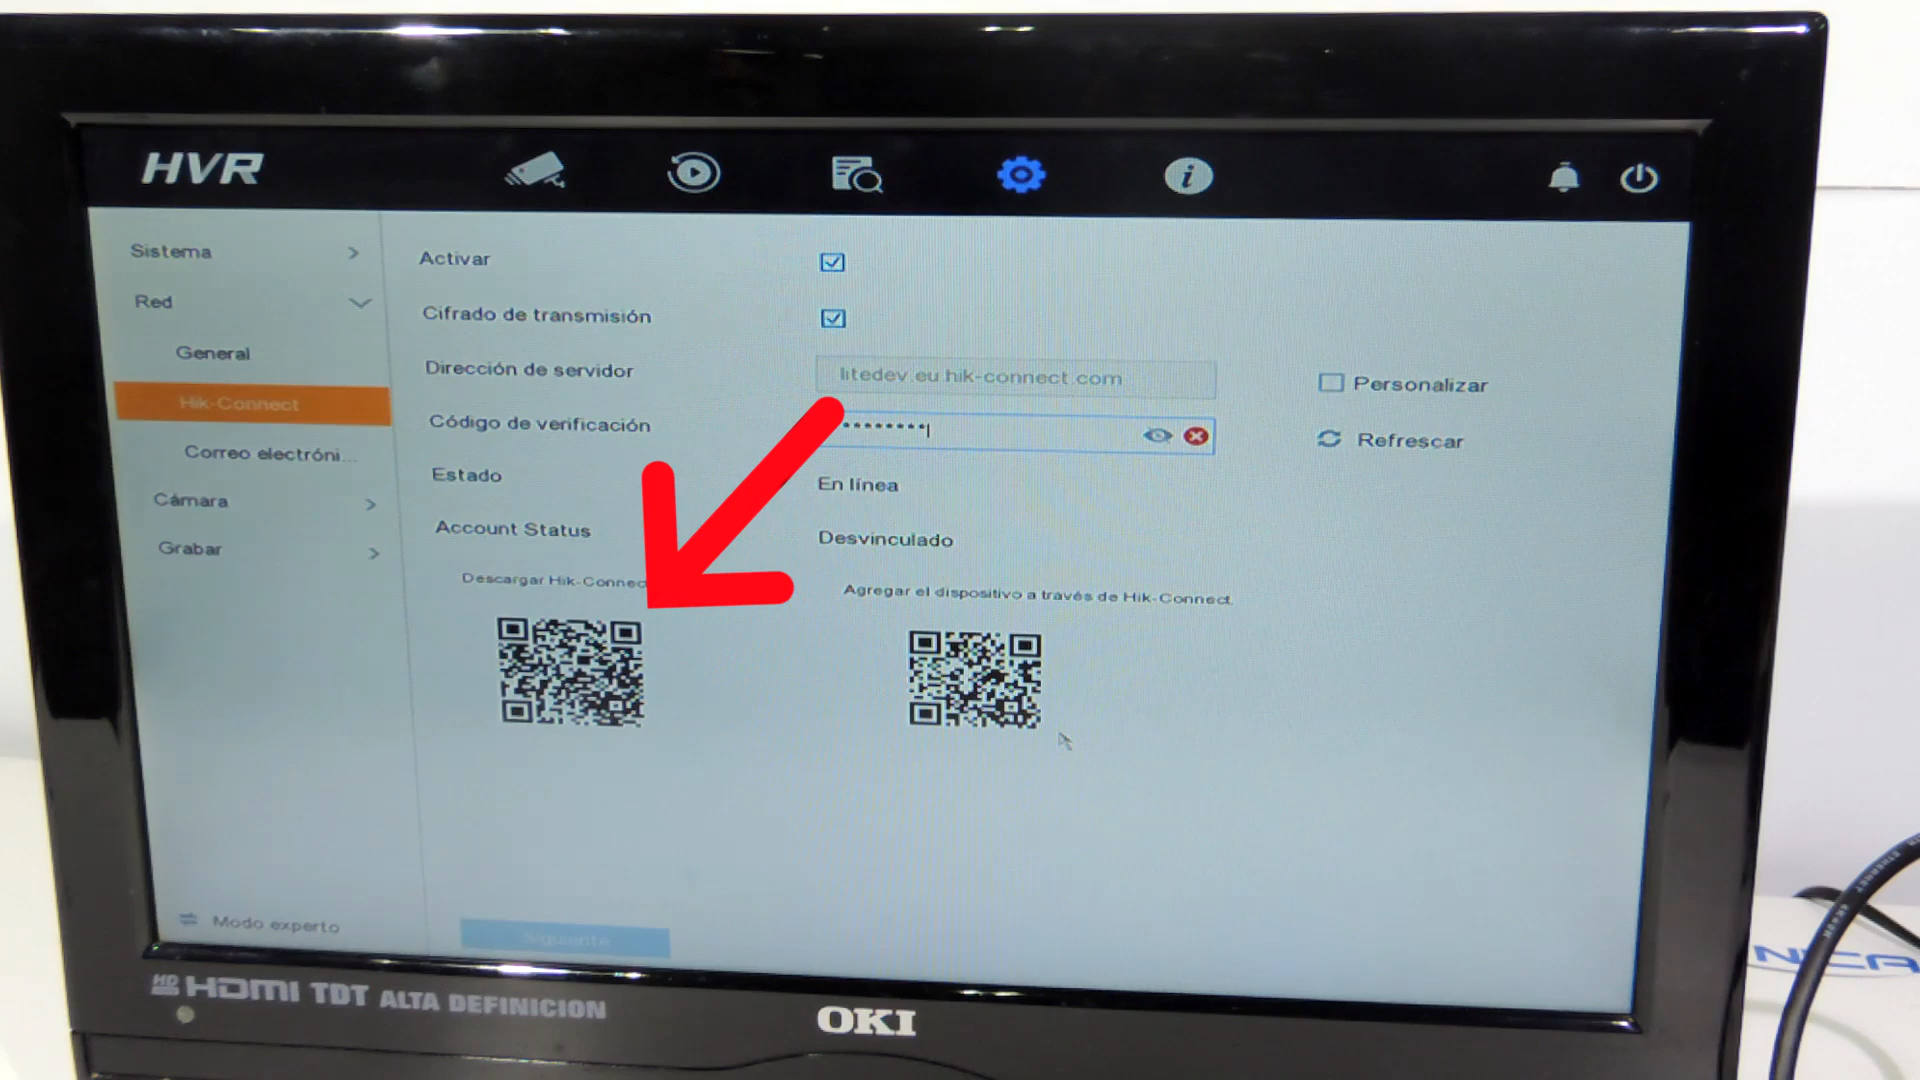 HVR
Sistema
Red
General
Hik-Connect
Correo electróni...
Cámara
Grabar
Modo experto
Activar
Cifrado de transmisión
Dirección de servidor
litedev.eu.hik-connect.com
Personalizar
Código de verificación
********
Refrescar
Estado
En línea
Account Status
Desvinculado
Descargar Hik-Connec
Agregar el dispositivo a través de Hik-Connect.
Siguiente
HD HDMI TDT ALTA DEFINICION
OKI